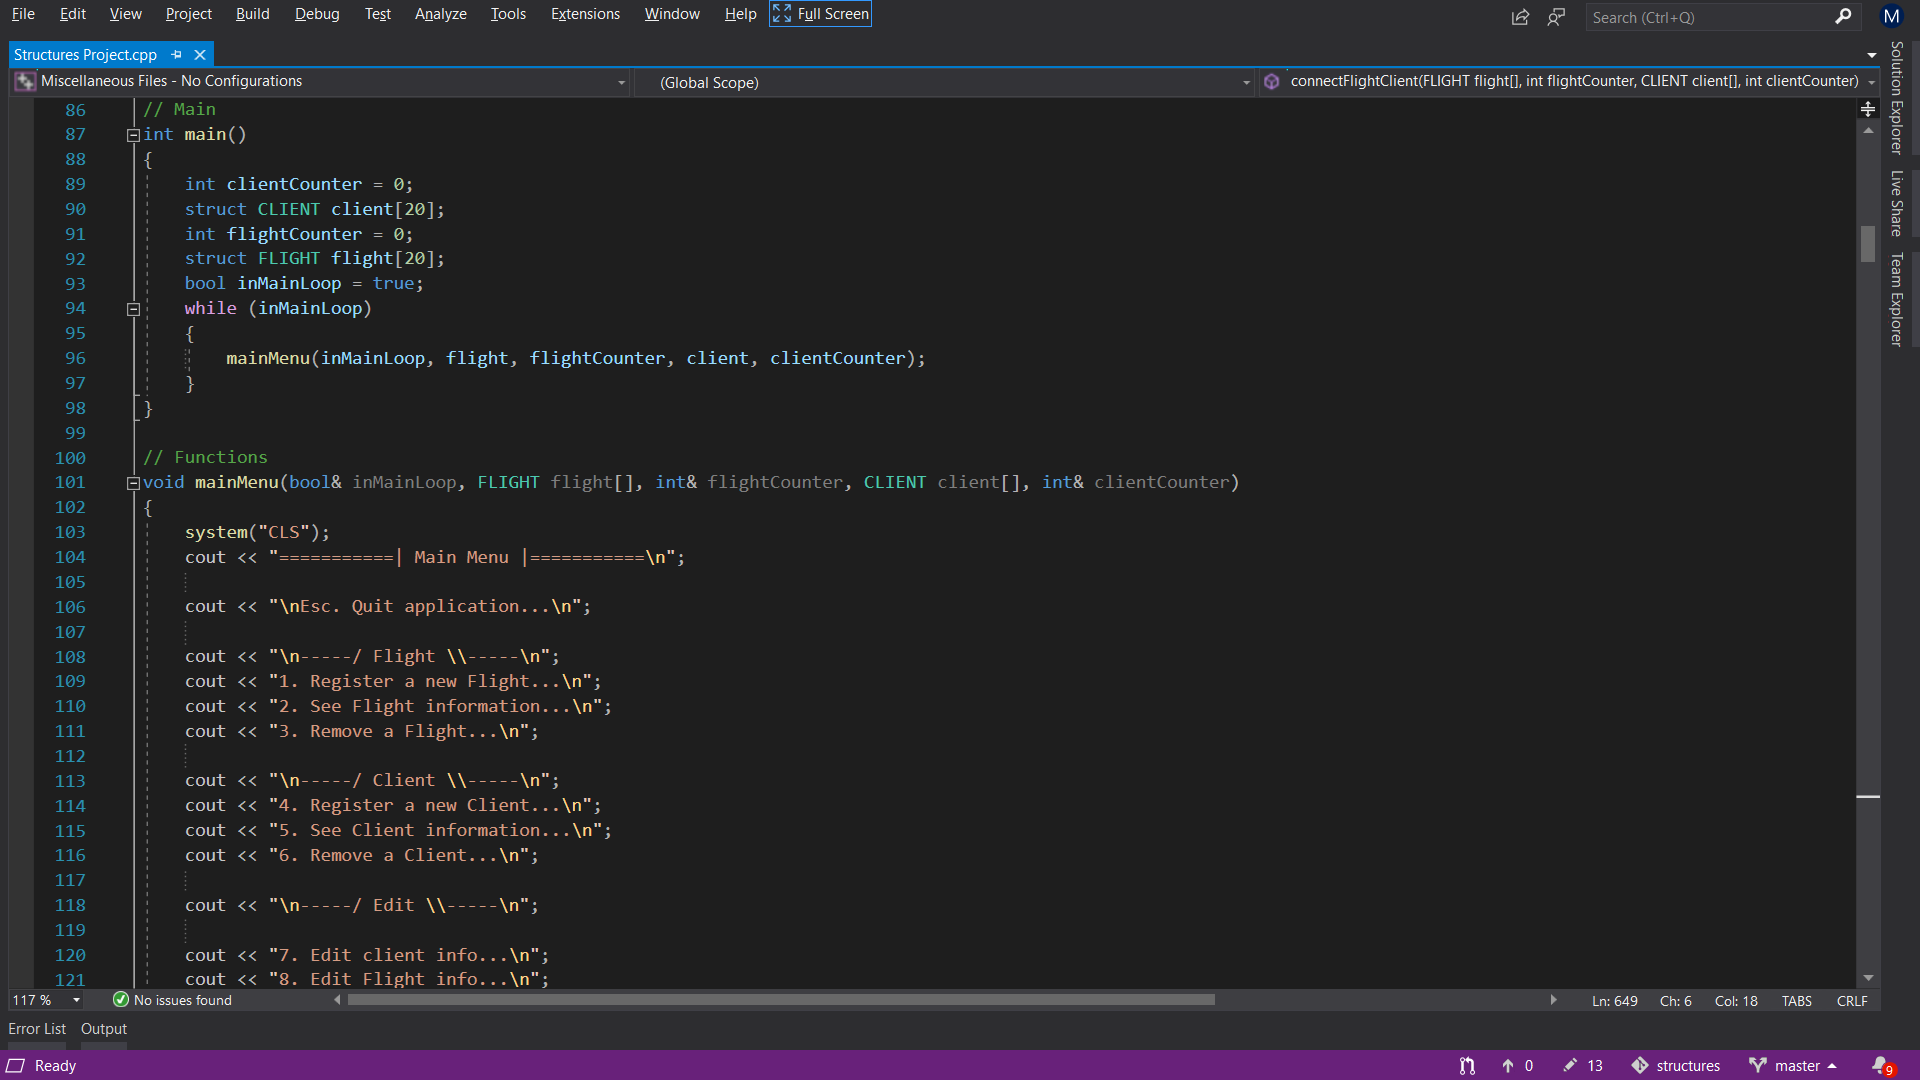 File Edit View Project Build Debug Test Analyze Tools Extensions Window Help Full Screen Search (Ctrl+Q) M
Structures Project.cpp
Miscellaneous Files - No Configurations (Global Scope) connectFlightClient(FLIGHT flight[], int flightCounter, CLIENT client[], int clientCounter)
86 // Main
87 int main()
88 {
89 int clientCounter = 0;
90 struct CLIENT client[20];
91 int flightCounter = 0;
92 struct FLIGHT flight[20];
93 bool inMainLoop = true;
94 while (inMainLoop)
95 {
96 mainMenu(inMainLoop, flight, flightCounter, client, clientCounter);
97 }
98 }
99
100 // Functions
101 void mainMenu(bool& inMainLoop, FLIGHT flight[], int& flightCounter, CLIENT client[], int& clientCounter)
102 {
103 system("CLS");
104 cout << "===========| Main Menu |===========\n";
105
106 cout << "\nEsc. Quit application...\n";
107
108 cout << "\n-----/ Flight \\-----\n";
109 cout << "1. Register a new Flight...\n";
110 cout << "2. See Flight information...\n";
111 cout << "3. Remove a Flight...\n";
112
113 cout << "\n-----/ Client \\-----\n";
114 cout << "4. Register a new Client...\n";
115 cout << "5. See Client information...\n";
116 cout << "6. Remove a Client...\n";
117
118 cout << "\n-----/ Edit \\-----\n";
119
120 cout << "7. Edit client info...\n";
121 cout << "8. Edit Flight info...\n";
Solution Explorer
Live Share
Team Explorer
117 % No issues found Ln: 649 Ch: 6 Col: 18 TABS CRLF
Error List Output
Ready 0 13 structures master 9